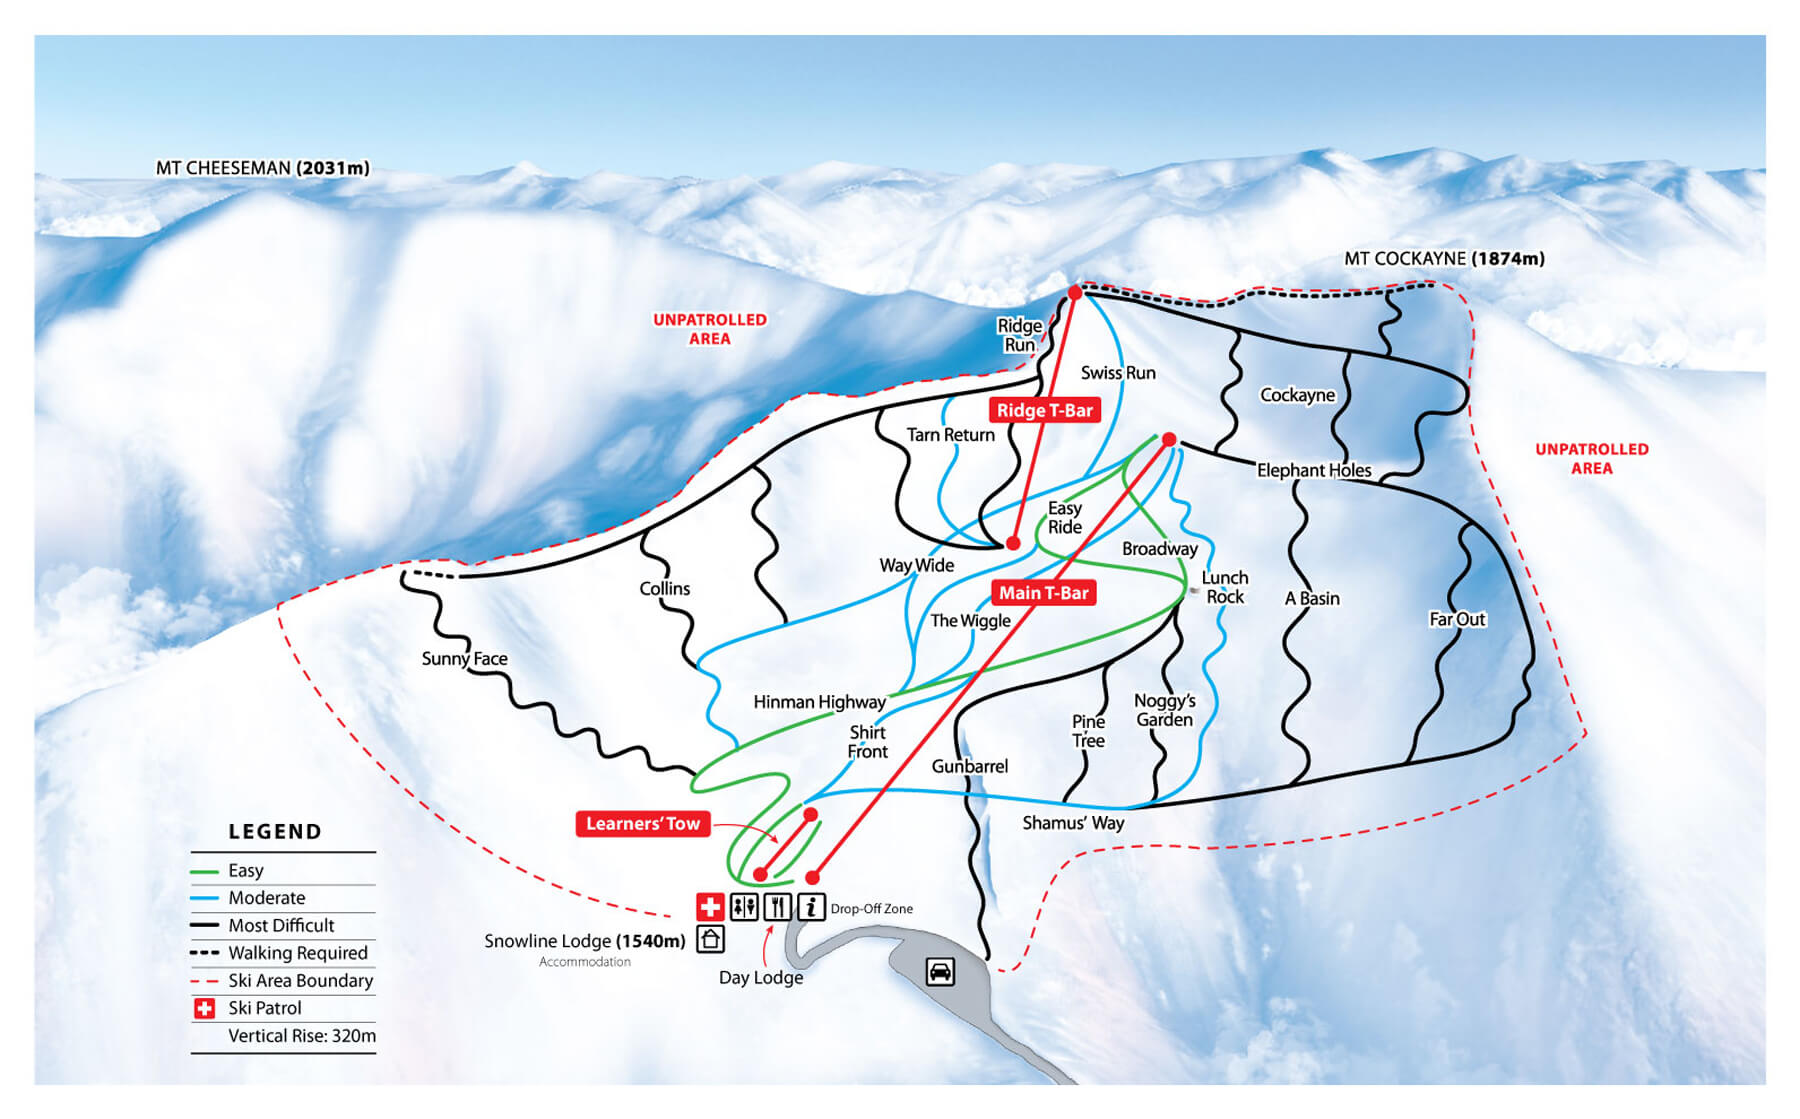 MT CHEESEMAN (2031m)
MT COCKAYNE (1874m)
UNPATROLLED
AREA
Ridge
Run
Swiss Run
Cockayne
Ridge T-Bar
Tarn Return
UNPATROLLED
AREA
Elephant Holes
Easy
Ride
Broadway
Way Wide
Collins
Main T-Bar
Lunch
Rock
A Basin
Far Out
The Wiggle
Sunny Face
Hinman Highway
Noggy's
Garden
Pine
Tree
Shirt
Front
Gunbarrel
Learners' Tow
Shamus' Way
LEGEND
Easy
Moderate
Most Difficult
Walking Required
Ski Area Boundary
Ski Patrol
Vertical Rise: 320m
Drop-Off Zone
Snowline Lodge (1540m)
Accommodation
Day Lodge